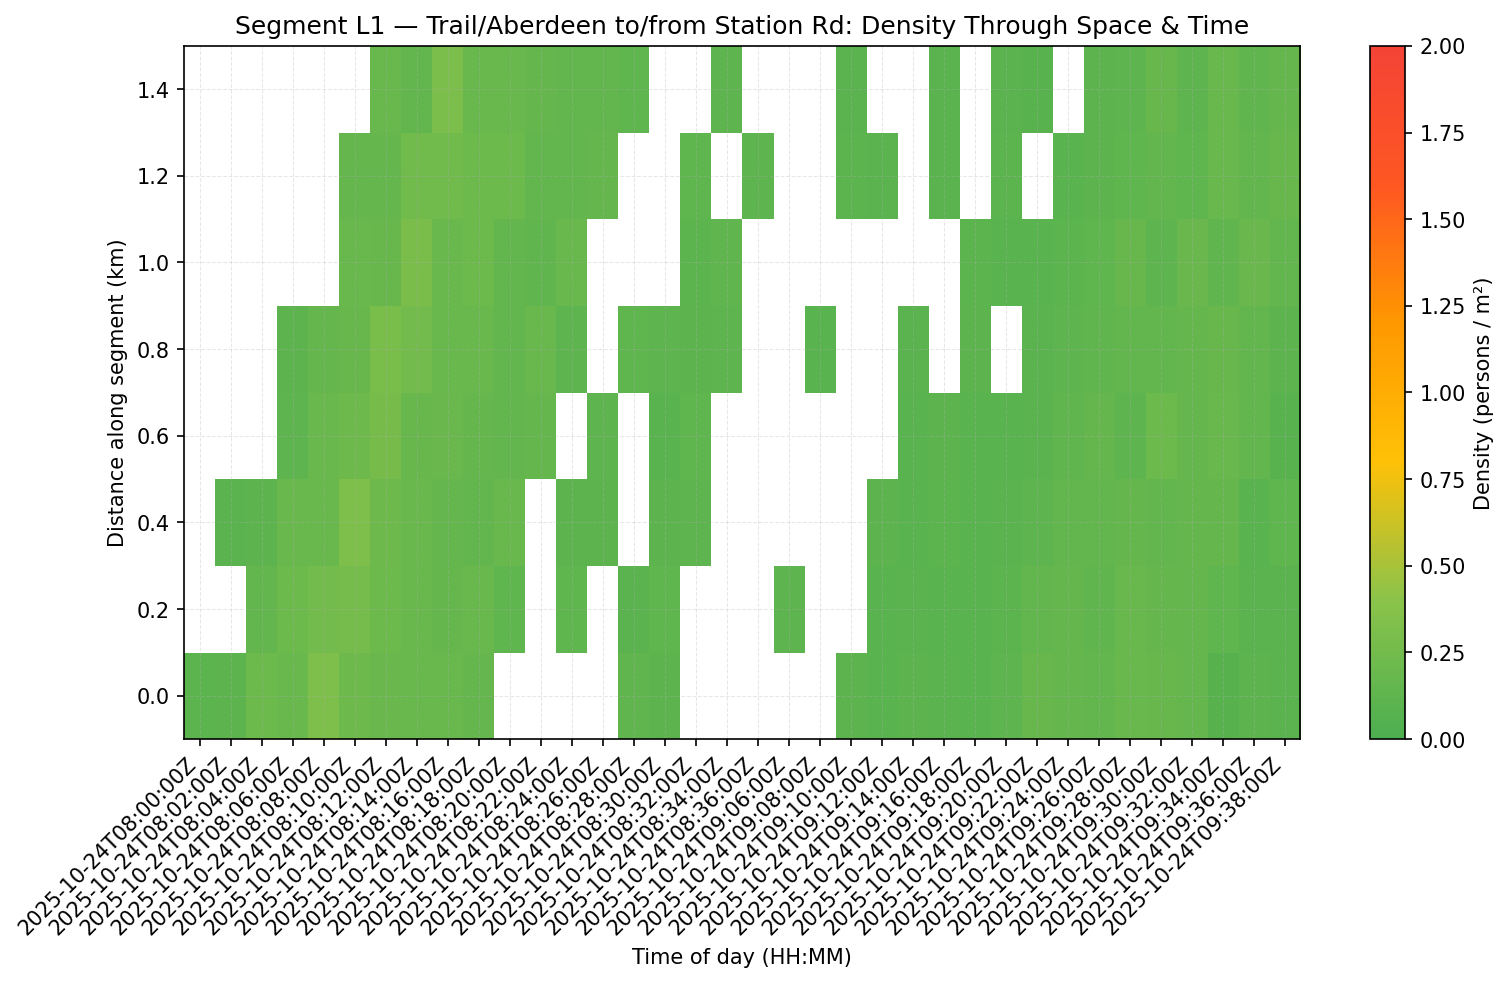 Segment L1 — Trail/Aberdeen to/from Station Rd: Density Through Space & Time
Distance along segment (km)
1.4
1.2
1.0
0.8
0.6
0.4
0.2
0.0
2025-10-24T08:00:00Z
2025-10-24T08:02:00Z
2025-10-24T08:04:00Z
2025-10-24T08:06:00Z
2025-10-24T08:08:00Z
2025-10-24T08:10:00Z
2025-10-24T08:12:00Z
2025-10-24T08:14:00Z
2025-10-24T08:16:00Z
2025-10-24T08:18:00Z
2025-10-24T08:20:00Z
2025-10-24T08:22:00Z
2025-10-24T08:24:00Z
2025-10-24T08:26:00Z
2025-10-24T08:28:00Z
2025-10-24T08:30:00Z
2025-10-24T08:32:00Z
2025-10-24T08:34:00Z
2025-10-24T08:36:00Z
2025-10-24T09:06:00Z
2025-10-24T09:08:00Z
2025-10-24T09:10:00Z
2025-10-24T09:12:00Z
2025-10-24T09:14:00Z
2025-10-24T09:16:00Z
2025-10-24T09:18:00Z
2025-10-24T09:20:00Z
2025-10-24T09:22:00Z
2025-10-24T09:24:00Z
2025-10-24T09:26:00Z
2025-10-24T09:28:00Z
2025-10-24T09:30:00Z
2025-10-24T09:32:00Z
2025-10-24T09:34:00Z
2025-10-24T09:36:00Z
2025-10-24T09:38:00Z
Time of day (HH:MM)
2.00
1.75
1.50
1.25
1.00
0.75
0.50
0.25
0.00
Density (persons / m²)